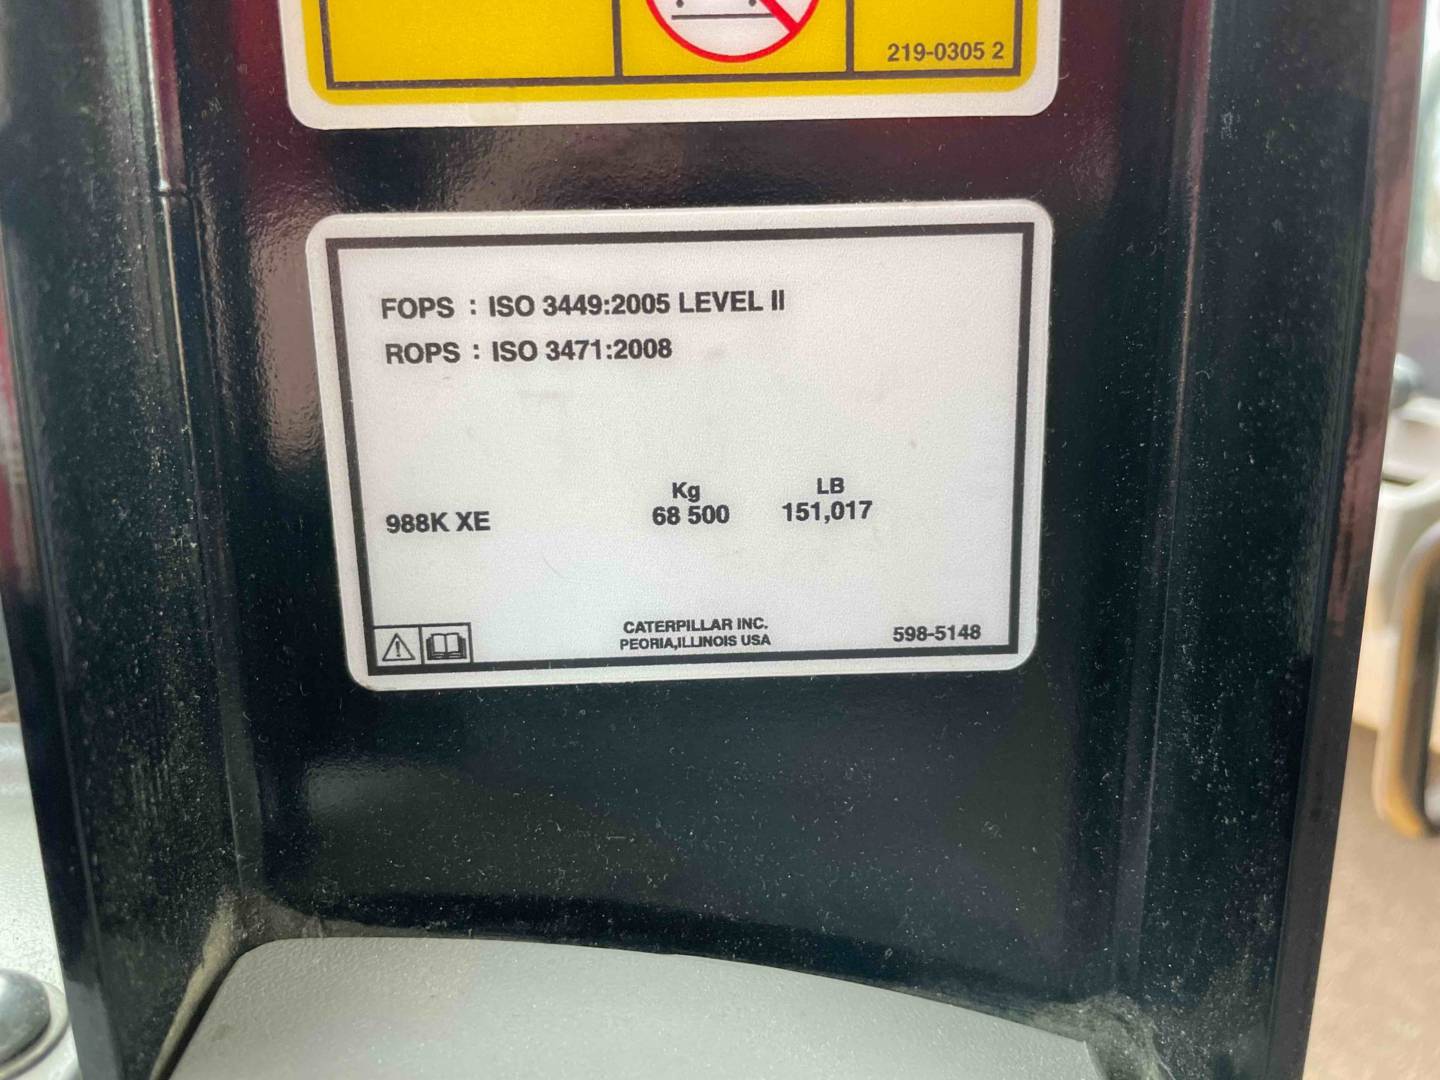 219-0305 2
FOPS : ISO 3449:2005 LEVEL II
ROPS : ISO 3471:2008
Kg LB
988K XE 68 500 151,017
CATERPILLAR INC.
PEORIA,ILLINOIS USA
598-5148